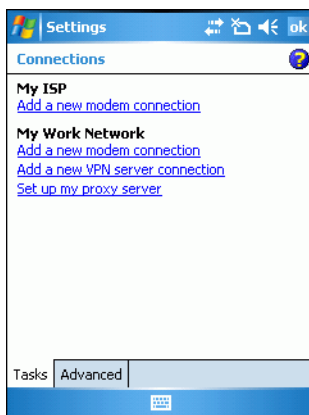 Settings
ok
Connections
?
My ISP
Add a new modem connection
My Work Network
Add a new modem connection
Add a new VPN server connection
Set up my proxy server
Tasks
Advanced